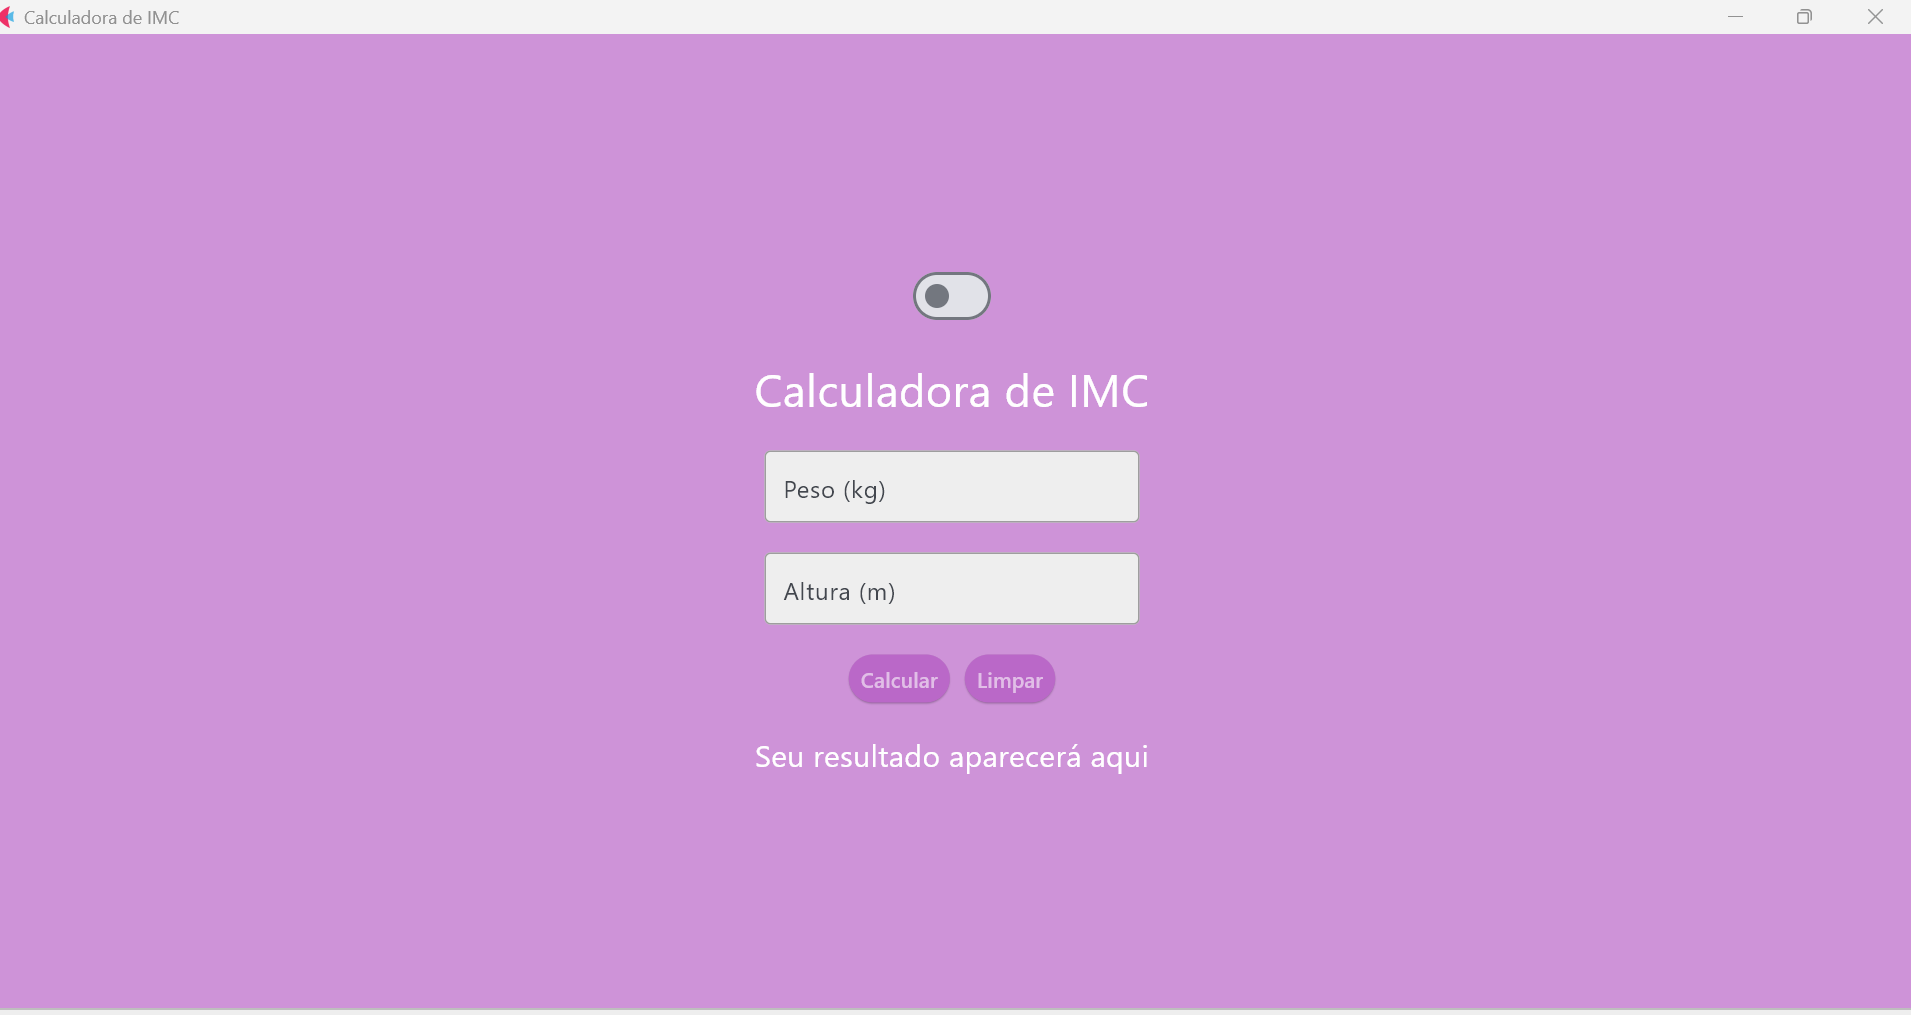 Calculadora de IMC
Calculadora de IMC
Peso (kg)
Altura (m)
Calcular Limpar
Seu resultado aparecerá aqui